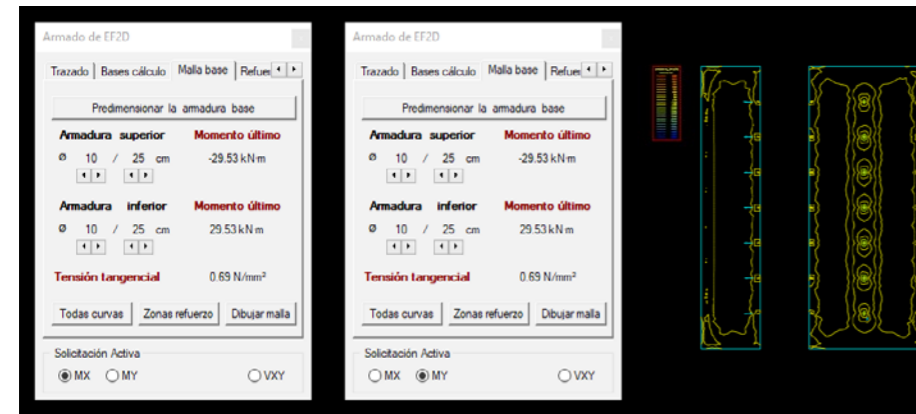 Armado de EF2D
Trazado Bases cálculo Malla base Refuer
Predimensionar la armadura base
Armadura superior Momento último
Ø 10 / 25 cm -29.53 kN·m
Armadura inferior Momento último
Ø 10 / 25 cm 29.53 kN·m
Tensión tangencial 0.69 N/mm²
Todas curvas Zonas refuerzo Dibujar malla
Solicitación Activa
MX MY VXY
Armado de EF2D
Trazado Bases cálculo Malla base Refuer
Predimensionar la armadura base
Armadura superior Momento último
Ø 10 / 25 cm -29.53 kN·m
Armadura inferior Momento último
Ø 10 / 25 cm 29.53 kN·m
Tensión tangencial 0.69 N/mm²
Todas curvas Zonas refuerzo Dibujar malla
Solicitación Activa
MX MY VXY